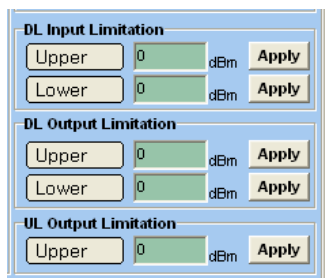 DL Input Limitation
Upper 0 dBm Apply
Lower 0 dBm Apply
DL Output Limitation
Upper 0 dBm Apply
Lower 0 dBm Apply
UL Output Limitation
Upper 0 dBm Apply